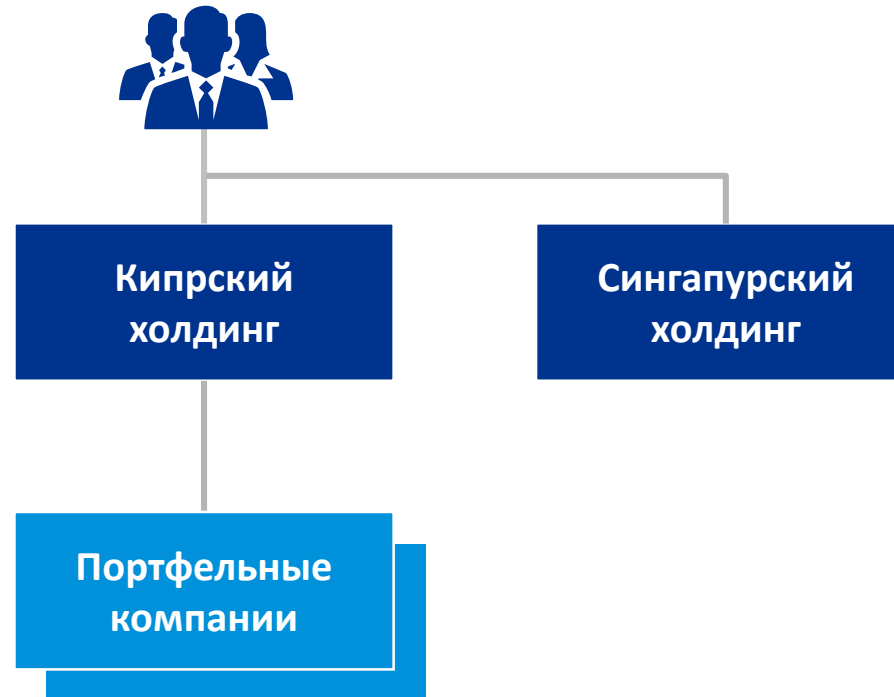 Кипрский
холдинг
Сингапурский
холдинг
Портфельные
компании